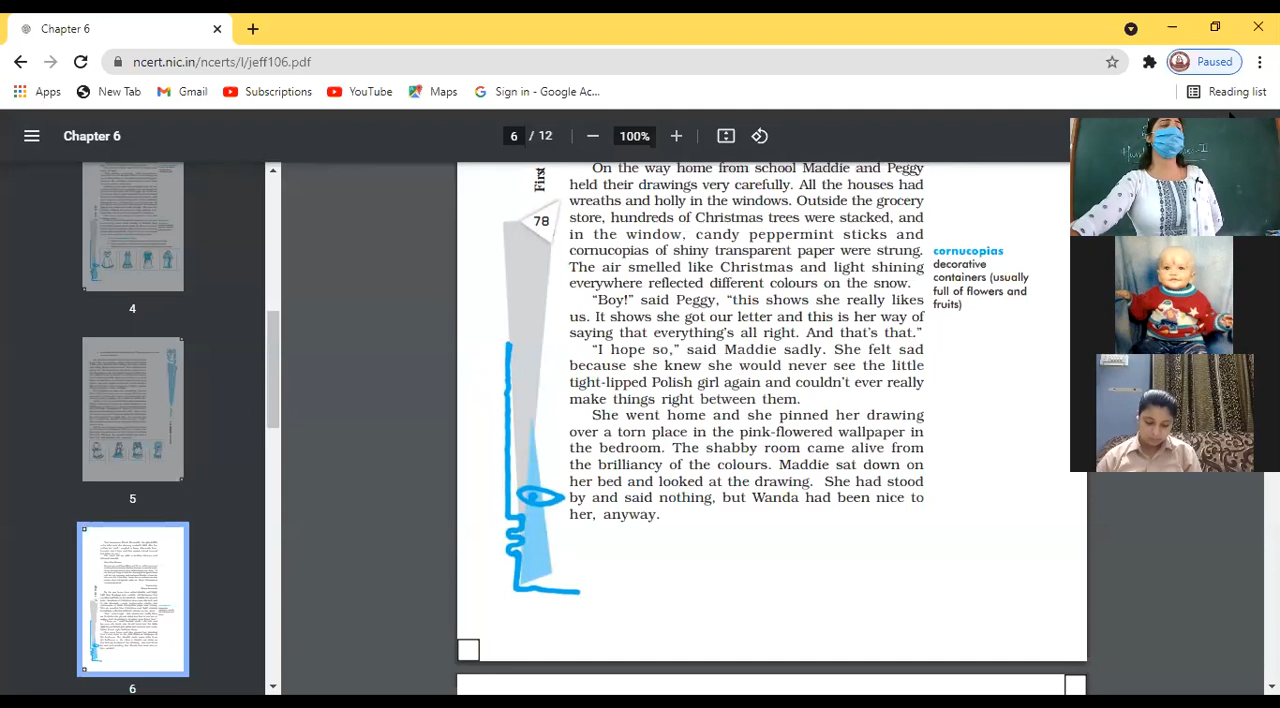 Chapter 6
ncert.nic.in/ncerts/l/jeff106.pdf
Paused
Apps New Tab Gmail Subscriptions YouTube Maps Sign in - Google Ac... Reading list
Chapter 6
6 / 12 100%
4
5
6
First
78
On the way home from school Maddie and Peggy
held their drawings very carefully. All the houses had
wreaths and holly in the windows. Outside the grocery
store, hundreds of Christmas trees were stacked, and
in the window, candy peppermint sticks and
cornucopias of shiny transparent paper were strung.
The air smelled like Christmas and light shining
everywhere reflected different colours on the snow.
“Boy!” said Peggy, “this shows she really likes
us. It shows she got our letter and this is her way of
saying that everything’s all right. And that’s that.”
“I hope so,” said Maddie sadly. She felt sad
because she knew she would never see the little
tight-lipped Polish girl again and couldn’t ever really
make things right between them.
She went home and she pinned her drawing
over a torn place in the pink-flowered wallpaper in
the bedroom. The shabby room came alive from
the brilliancy of the colours. Maddie sat down on
her bed and looked at the drawing. She had stood
by and said nothing, but Wanda had been nice to
her, anyway.
cornucopias
decorative
containers (usually
full of flowers and
fruits)